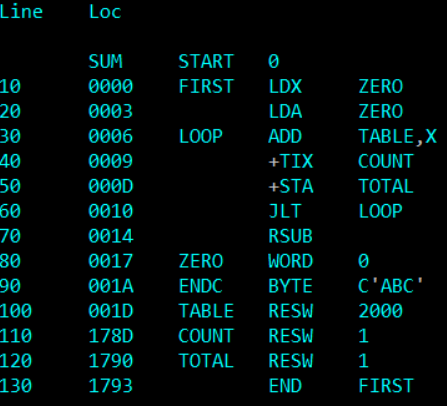 Line Loc
SUM START 0
10 0000 FIRST LDX ZERO
20 0003 LDA ZERO
30 0006 LOOP ADD TABLE,X
40 0009 +TIX COUNT
50 000D +STA TOTAL
60 0010 JLT LOOP
70 0014 RSUB
80 0017 ZERO WORD 0
90 001A ENDC BYTE C'ABC'
100 001D TABLE RESW 2000
110 178D COUNT RESW 1
120 1790 TOTAL RESW 1
130 1793 END FIRST